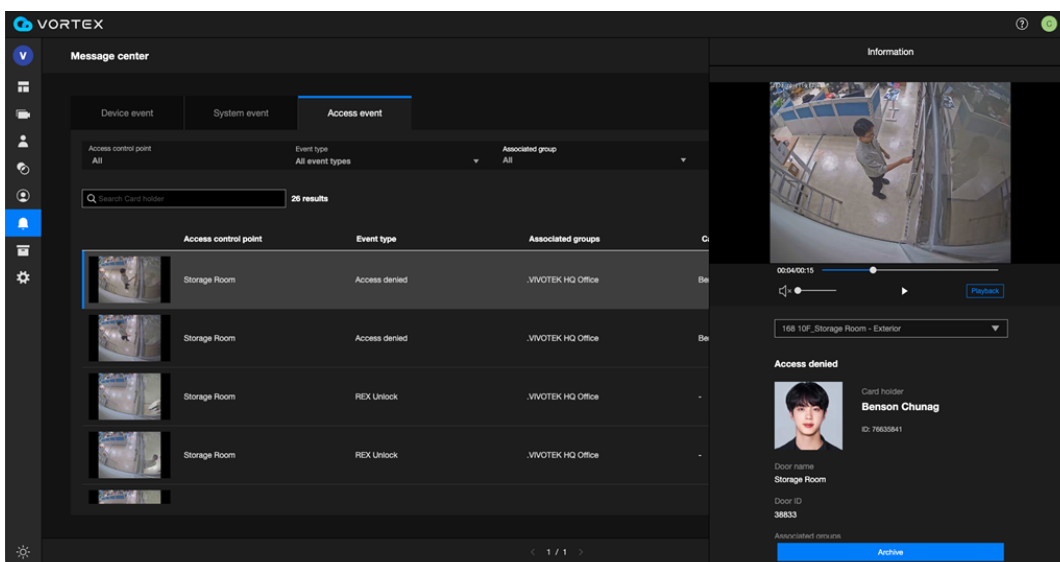 VORTEX
?
C
V
Message center
Information
Device event
System event
Access event
Access control point
All
Event type
All event types
Associated group
All
Search Card holder
26 results
Access control point
Event type
Associated groups
Storage Room
Access denied
.VIVOTEK HQ Office
Be
Storage Room
Access denied
.VIVOTEK HQ Office
Be
Storage Room
REX Unlock
.VIVOTEK HQ Office
-
Storage Room
REX Unlock
.VIVOTEK HQ Office
-
< 1 / 1 >
00:04/00:15
Playback
168 10F_Storage Room - Exterior
Access denied
Card holder
Benson Chunag
ID: 76635841
Door name
Storage Room
Door ID
38833
Associated groups
Archive